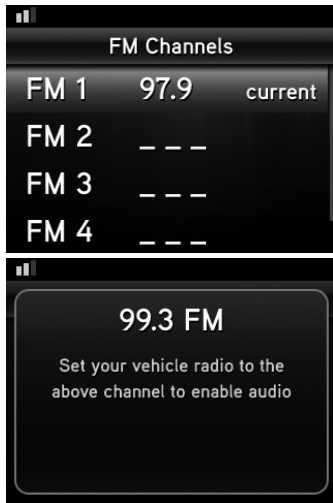 FM Channels
FM 1 97.9 current
FM 2 _ _ _
FM 3 _ _ _
FM 4 _ _ _
99.3 FM
Set your vehicle radio to the
above channel to enable audio